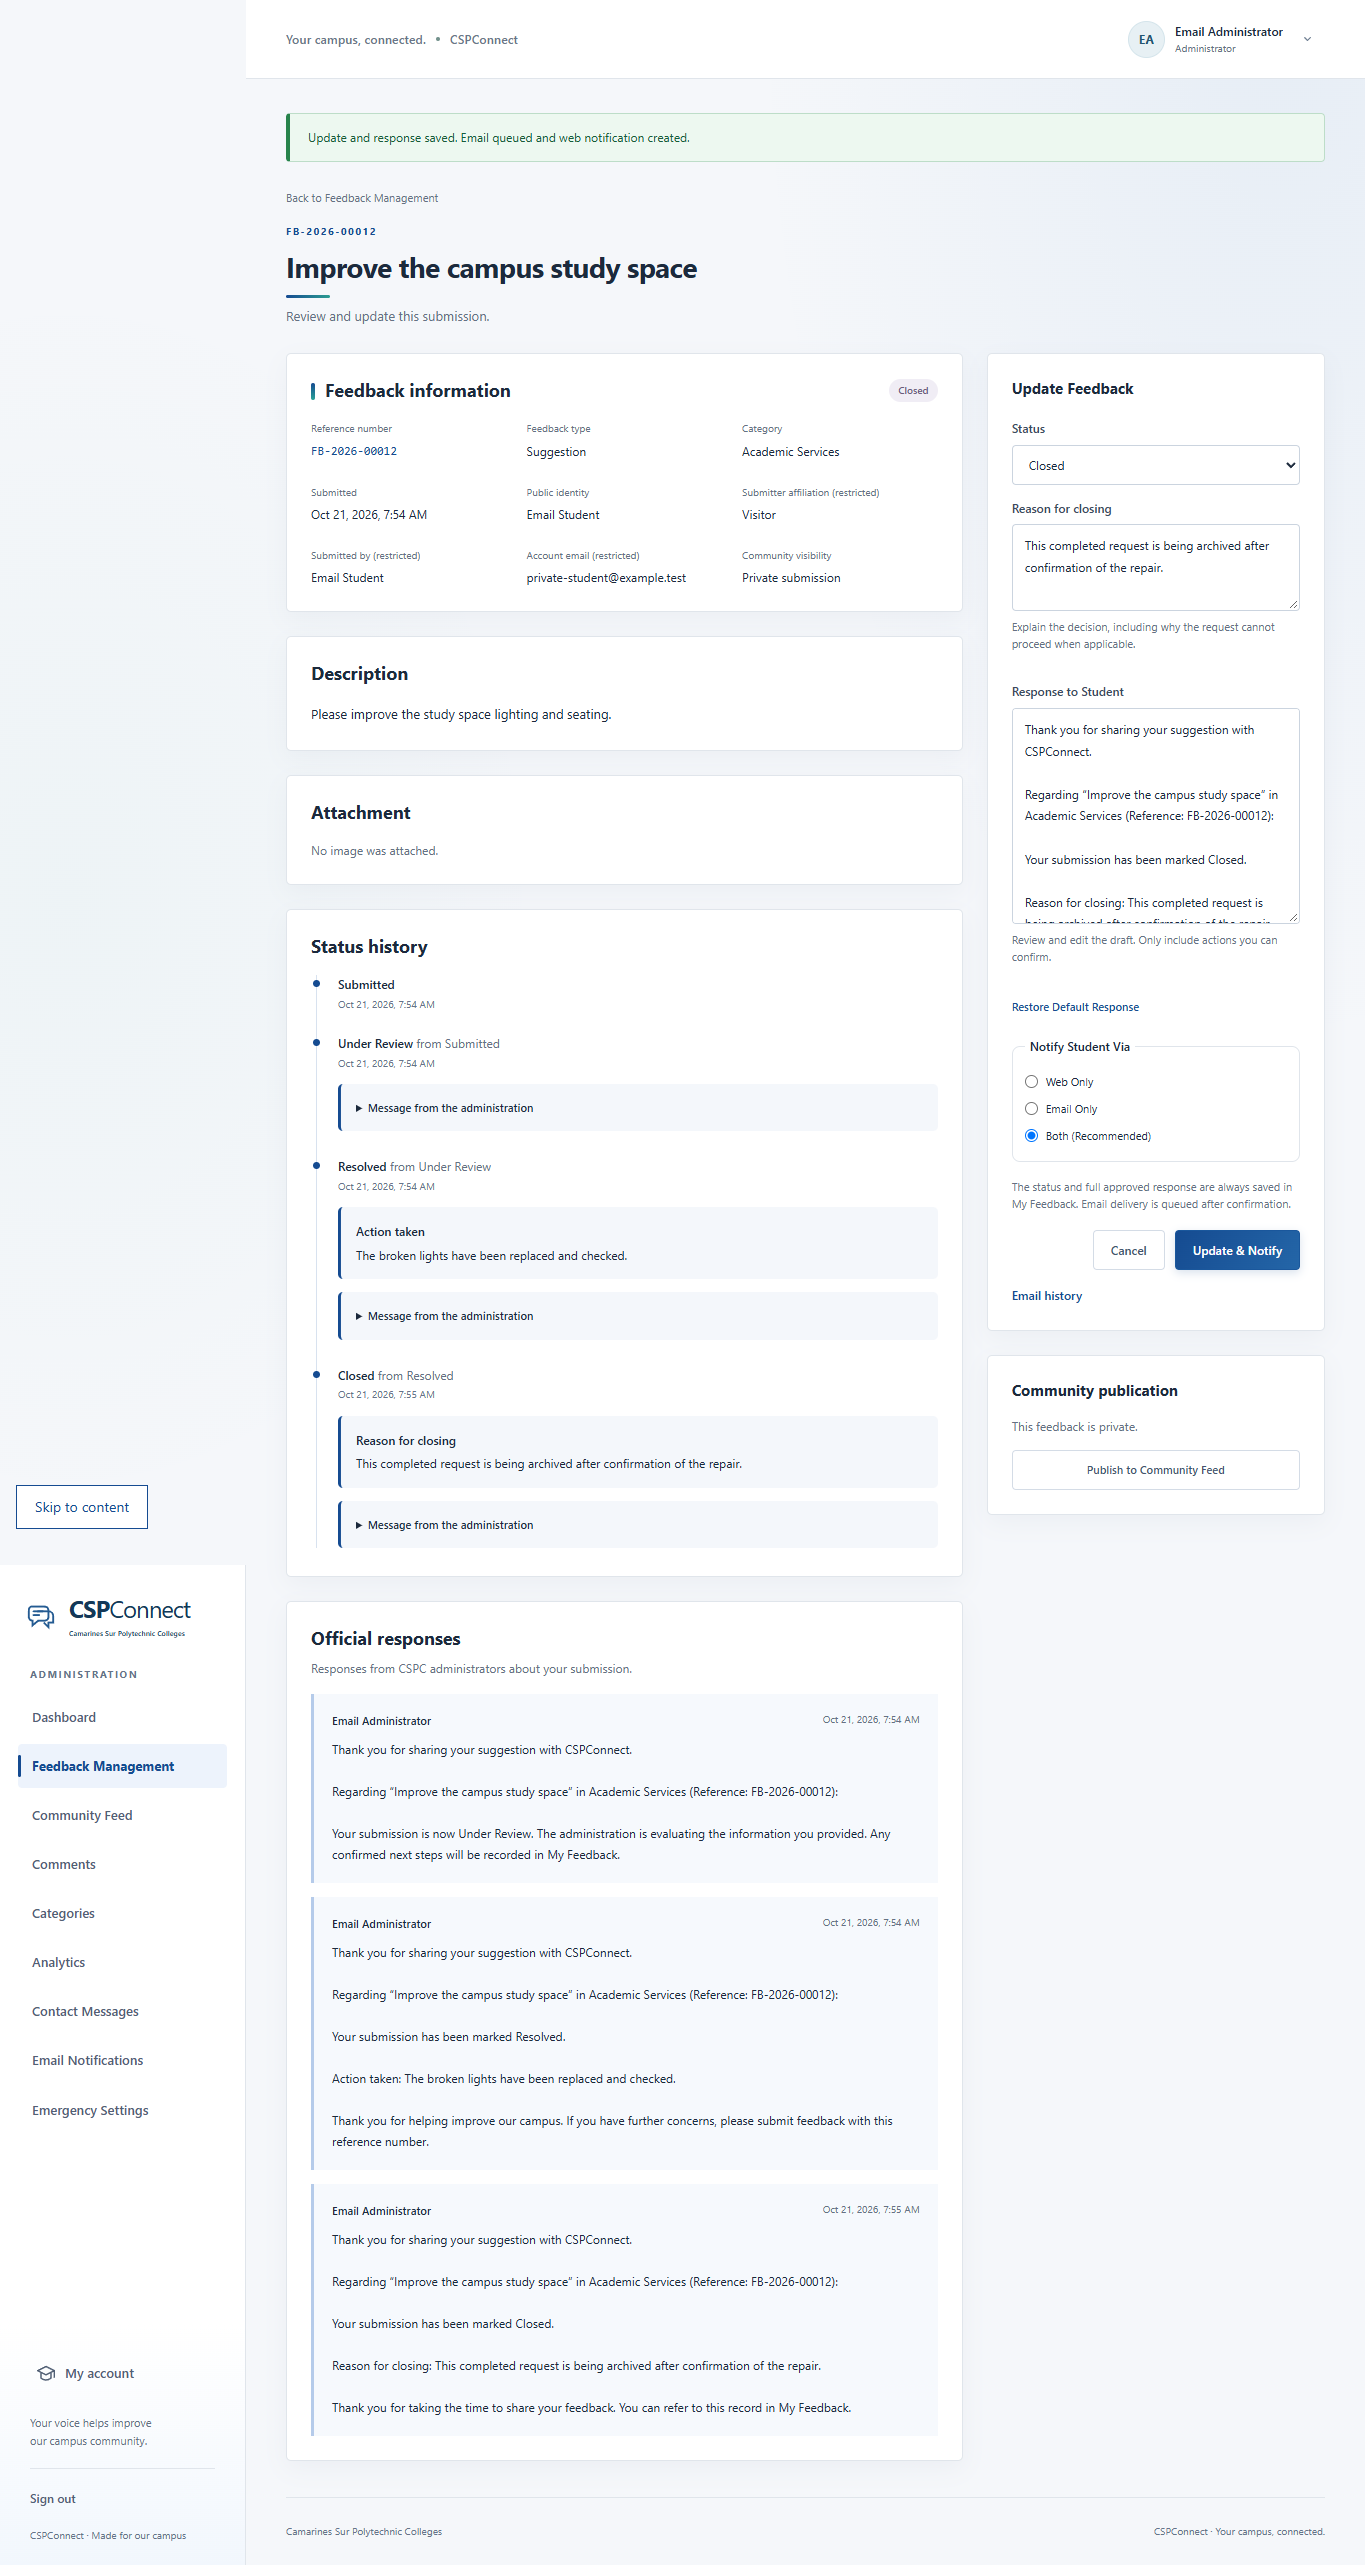 Your campus, connected. • CSPConnect
EA
Email Administrator
Administrator
Update and response saved. Email queued and web notification created.
Back to Feedback Management
FB-2026-00012
Improve the campus study space
Review and update this submission.
Feedback information
Closed
Reference number
FB-2026-00012
Feedback type
Suggestion
Category
Academic Services
Submitted
Oct 21, 2026, 7:54 AM
Public identity
Email Student
Submitter affiliation (restricted)
Visitor
Submitted by (restricted)
Email Student
Account email (restricted)
private-student@example.test
Community visibility
Private submission
Description
Please improve the study space lighting and seating.
Attachment
No image was attached.
Status history
Submitted
Oct 21, 2026, 7:54 AM
Under Review from Submitted
Oct 21, 2026, 7:54 AM
Message from the administration
Resolved from Under Review
Oct 21, 2026, 7:54 AM
Action taken
The broken lights have been replaced and checked.
Message from the administration
Closed from Resolved
Oct 21, 2026, 7:55 AM
Reason for closing
This completed request is being archived after confirmation of the repair.
Message from the administration
Official responses
Responses from CSPC administrators about your submission.
Email Administrator
Oct 21, 2026, 7:54 AM
Thank you for sharing your suggestion with CSPConnect.
Regarding “Improve the campus study space” in Academic Services (Reference: FB-2026-00012):
Your submission is now Under Review. The administration is evaluating the information you provided. Any
confirmed next steps will be recorded in My Feedback.
Email Administrator
Oct 21, 2026, 7:54 AM
Thank you for sharing your suggestion with CSPConnect.
Regarding “Improve the campus study space” in Academic Services (Reference: FB-2026-00012):
Your submission has been marked Resolved.
Action taken: The broken lights have been replaced and checked.
Thank you for helping improve our campus. If you have further concerns, please submit feedback with this
reference number.
Email Administrator
Oct 21, 2026, 7:55 AM
Thank you for sharing your suggestion with CSPConnect.
Regarding “Improve the campus study space” in Academic Services (Reference: FB-2026-00012):
Your submission has been marked Closed.
Reason for closing: This completed request is being archived after confirmation of the repair.
Thank you for taking the time to share your feedback. You can refer to this record in My Feedback.
Update Feedback
Status
Closed
Reason for closing
This completed request is being archived after
confirmation of the repair.
Explain the decision, including why the request cannot
proceed when applicable.
Response to Student
Thank you for sharing your suggestion with
CSPConnect.
Regarding “Improve the campus study space” in
Academic Services (Reference: FB-2026-00012):
Your submission has been marked Closed.
Reason for closing: This completed request is
being archived after confirmation of the repair.
Review and edit the draft. Only include actions you can
confirm.
Restore Default Response
Notify Student Via
Web Only
Email Only
Both (Recommended)
The status and full approved response are always saved in
My Feedback. Email delivery is queued after confirmation.
Cancel
Update & Notify
Email history
Community publication
This feedback is private.
Publish to Community Feed
Skip to content
CSPConnect
Camarines Sur Polytechnic Colleges
ADMINISTRATION
Dashboard
Feedback Management
Community Feed
Comments
Categories
Analytics
Contact Messages
Email Notifications
Emergency Settings
My account
Your voice helps improve
our campus community.
Sign out
CSPConnect · Made for our campus
Camarines Sur Polytechnic Colleges
CSPConnect · Your campus, connected.